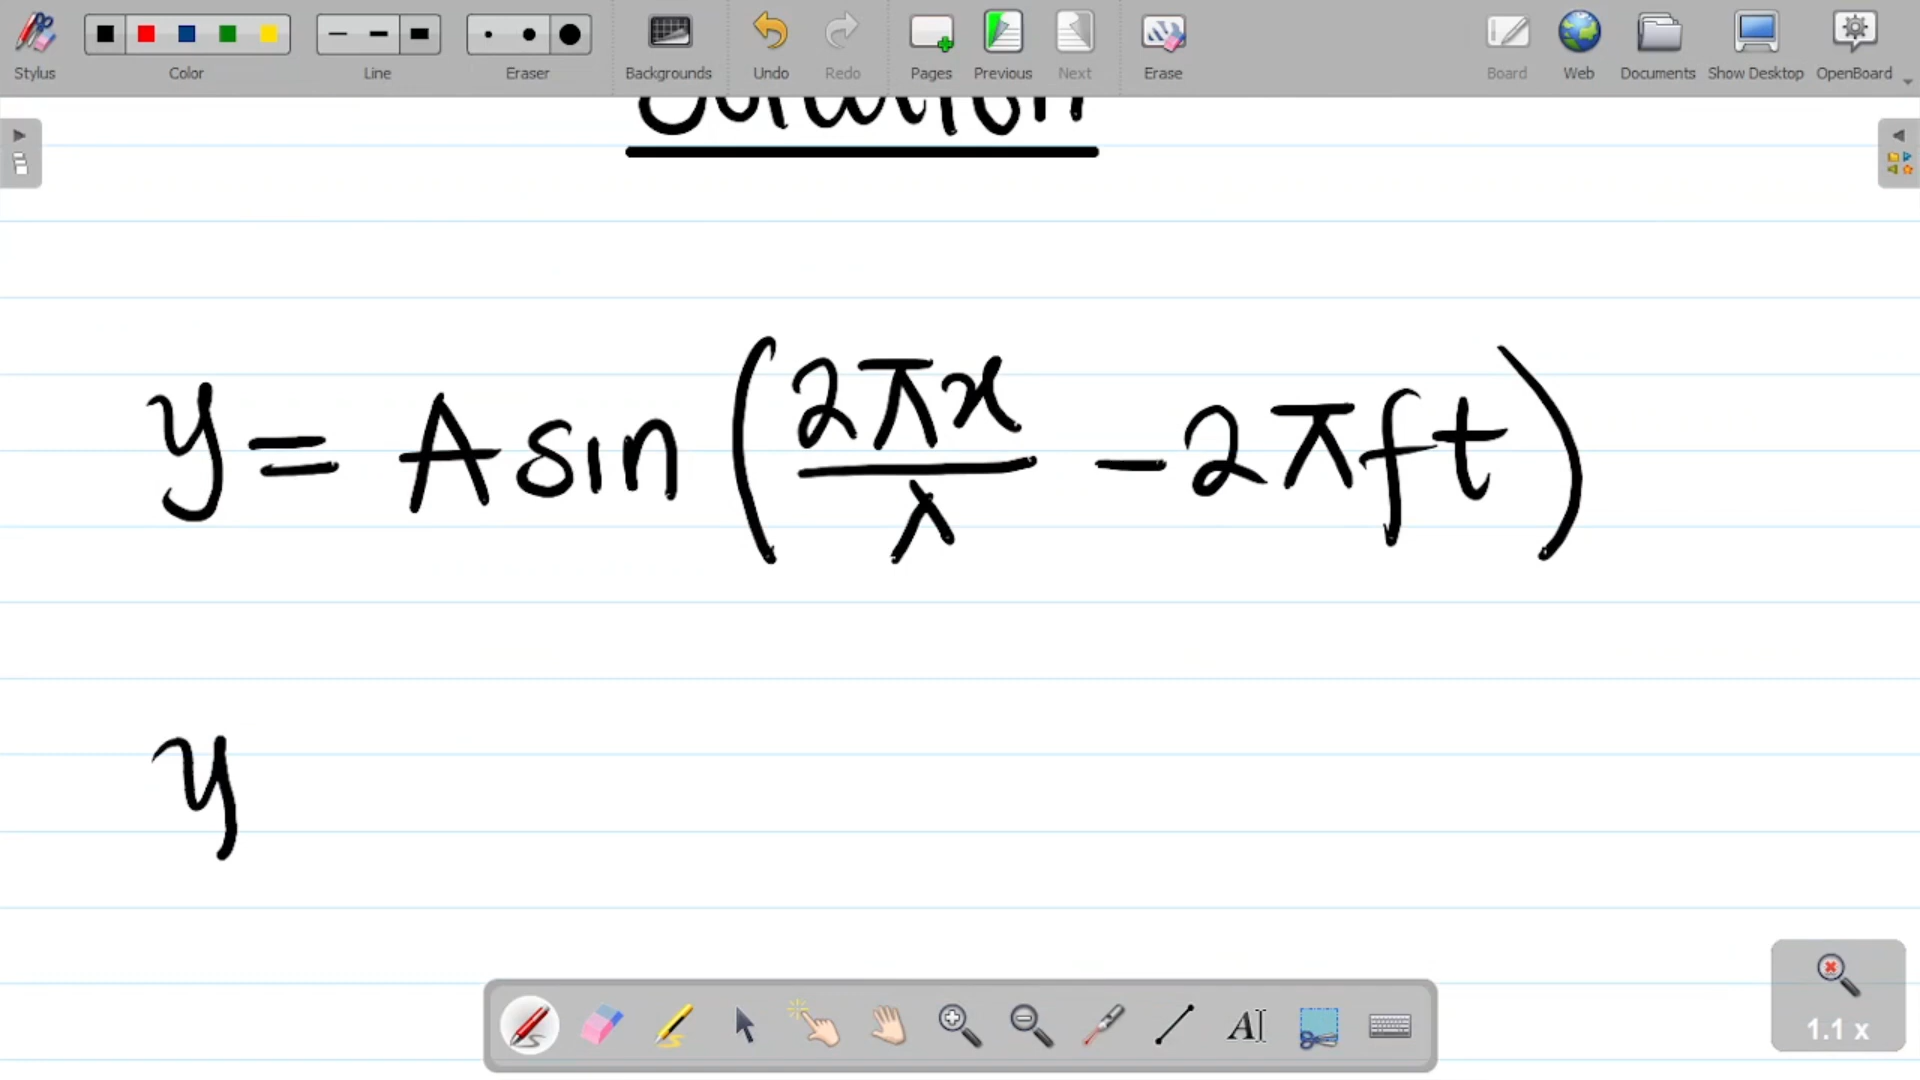 Stylus Color Line Eraser Backgrounds Undo Redo Pages Previous Next Erase Board Web Documents Show Desktop OpenBoard
Solution
y = A sin (2πx/λ − 2πft)
y
1.1 x